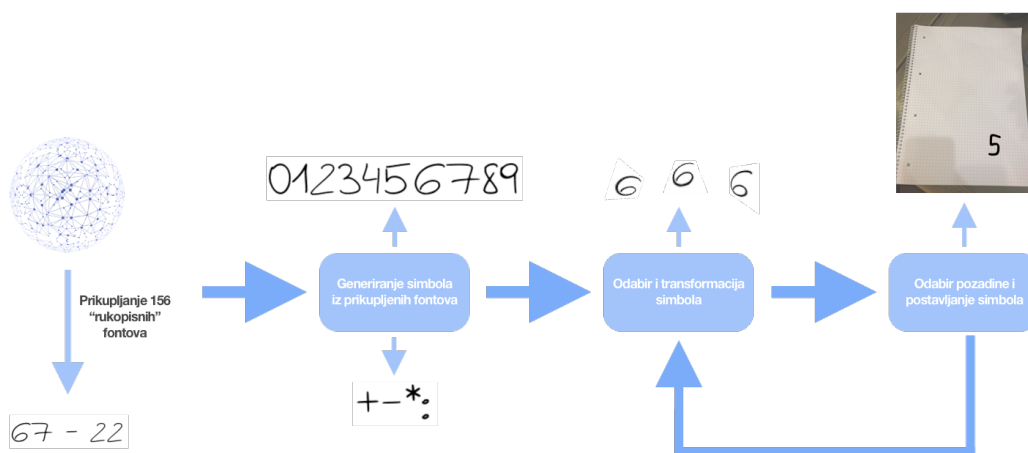 5
0123456789
6 6 6
Generiranje simbola
iz prikupljenih fontova
Odabir i transformacija
simbola
Odabir pozadine i
postavljanje simbola
Prikupljanje 156
“rukopisnih”
fontova
+-*:
67 - 22